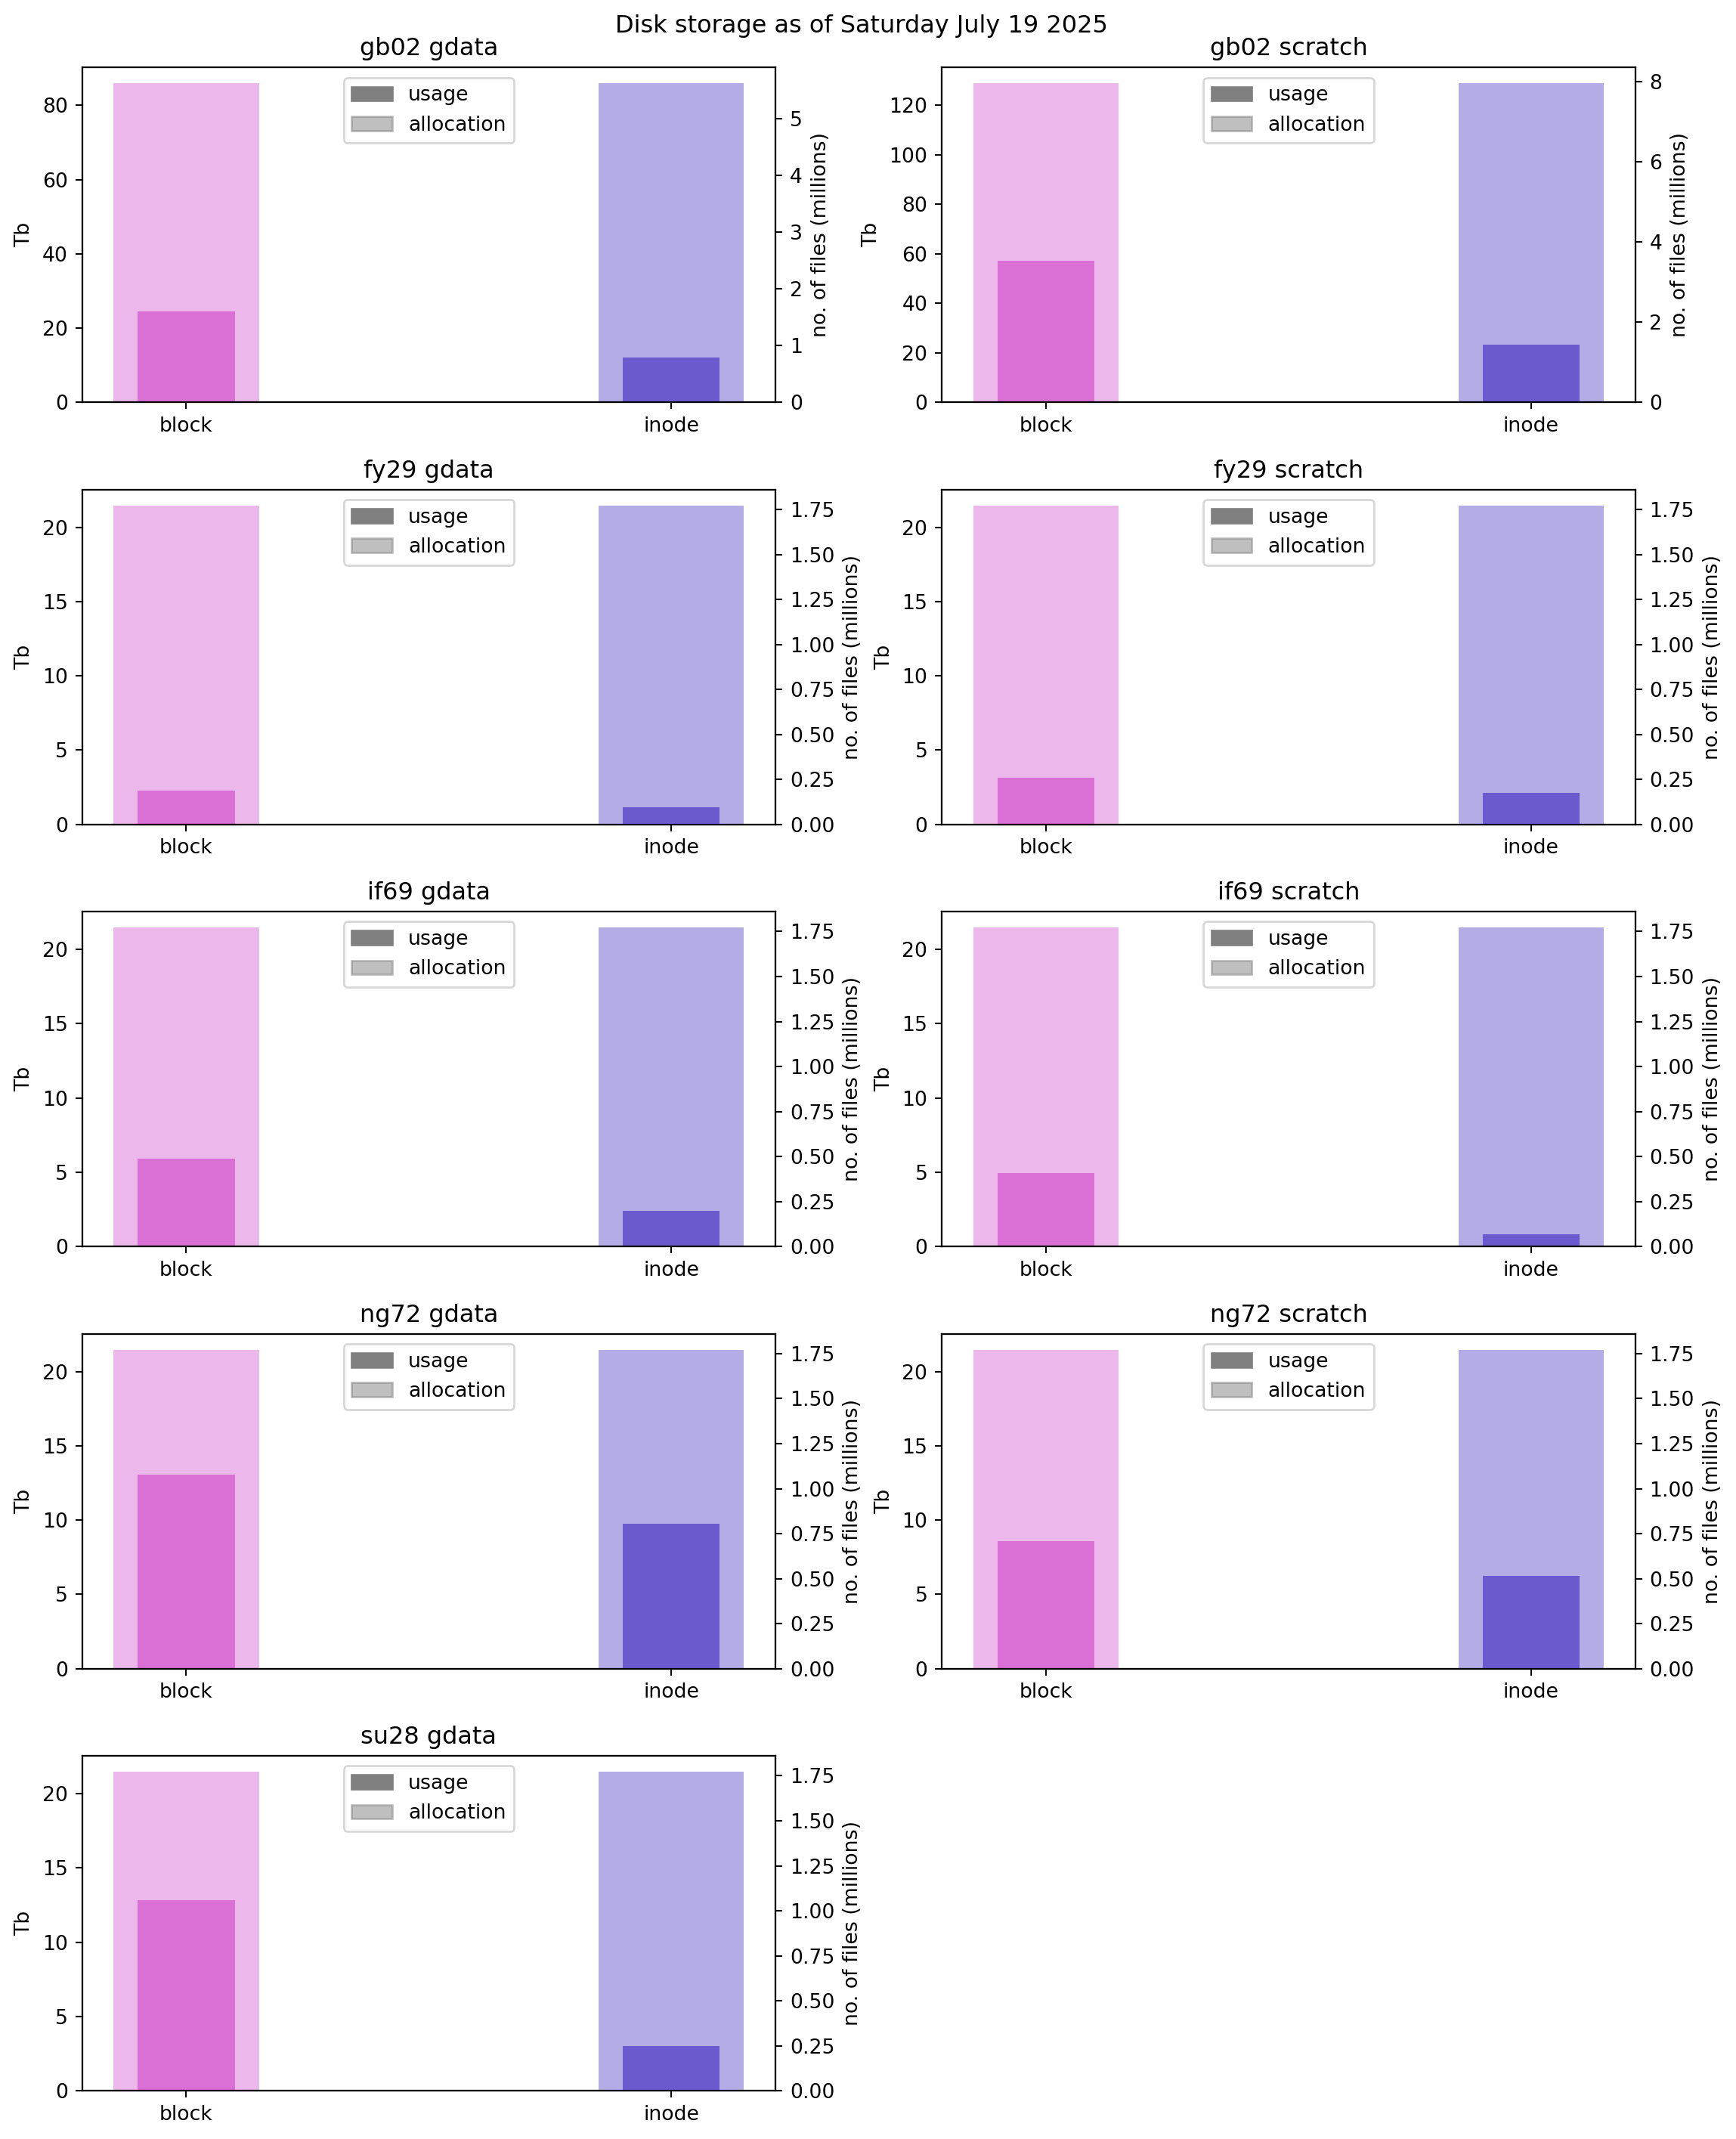 Disk storage as of Saturday July 19 2025
gb02 gdata
usage
allocation
80
60
40
20
0
Tb
5
4
3
2
1
0
no. of files (millions)
block
inode
gb02 scratch
usage
allocation
120
100
80
60
40
20
0
Tb
8
6
4
2
0
no. of files (millions)
block
inode
fy29 gdata
usage
allocation
20
15
10
5
0
Tb
1.75
1.50
1.25
1.00
0.75
0.50
0.25
0.00
no. of files (millions)
block
inode
fy29 scratch
usage
allocation
20
15
10
5
0
Tb
1.75
1.50
1.25
1.00
0.75
0.50
0.25
0.00
no. of files (millions)
block
inode
if69 gdata
usage
allocation
20
15
10
5
0
Tb
1.75
1.50
1.25
1.00
0.75
0.50
0.25
0.00
no. of files (millions)
block
inode
if69 scratch
usage
allocation
20
15
10
5
0
Tb
1.75
1.50
1.25
1.00
0.75
0.50
0.25
0.00
no. of files (millions)
block
inode
ng72 gdata
usage
allocation
20
15
10
5
0
Tb
1.75
1.50
1.25
1.00
0.75
0.50
0.25
0.00
no. of files (millions)
block
inode
ng72 scratch
usage
allocation
20
15
10
5
0
Tb
1.75
1.50
1.25
1.00
0.75
0.50
0.25
0.00
no. of files (millions)
block
inode
su28 gdata
usage
allocation
20
15
10
5
0
Tb
1.75
1.50
1.25
1.00
0.75
0.50
0.25
0.00
no. of files (millions)
block
inode